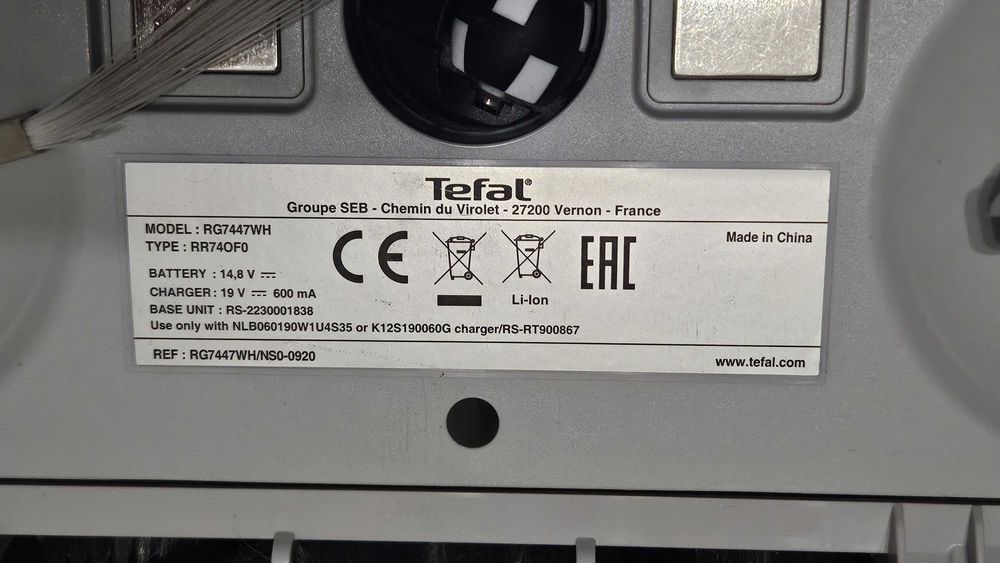 Tefal®
Groupe SEB - Chemin du Virolet - 27200 Vernon - France
MODEL : RG7447WH
TYPE : RR74OF0
Made in China
CE
EAC
BATTERY : 14,8 V ⎓
CHARGER : 19 V ⎓ 600 mA
Li-Ion
BASE UNIT : RS-2230001838
Use only with NLB060190W1U4S35 or K12S190060G charger/RS-RT900867
REF : RG7447WH/NS0-0920
www.tefal.com